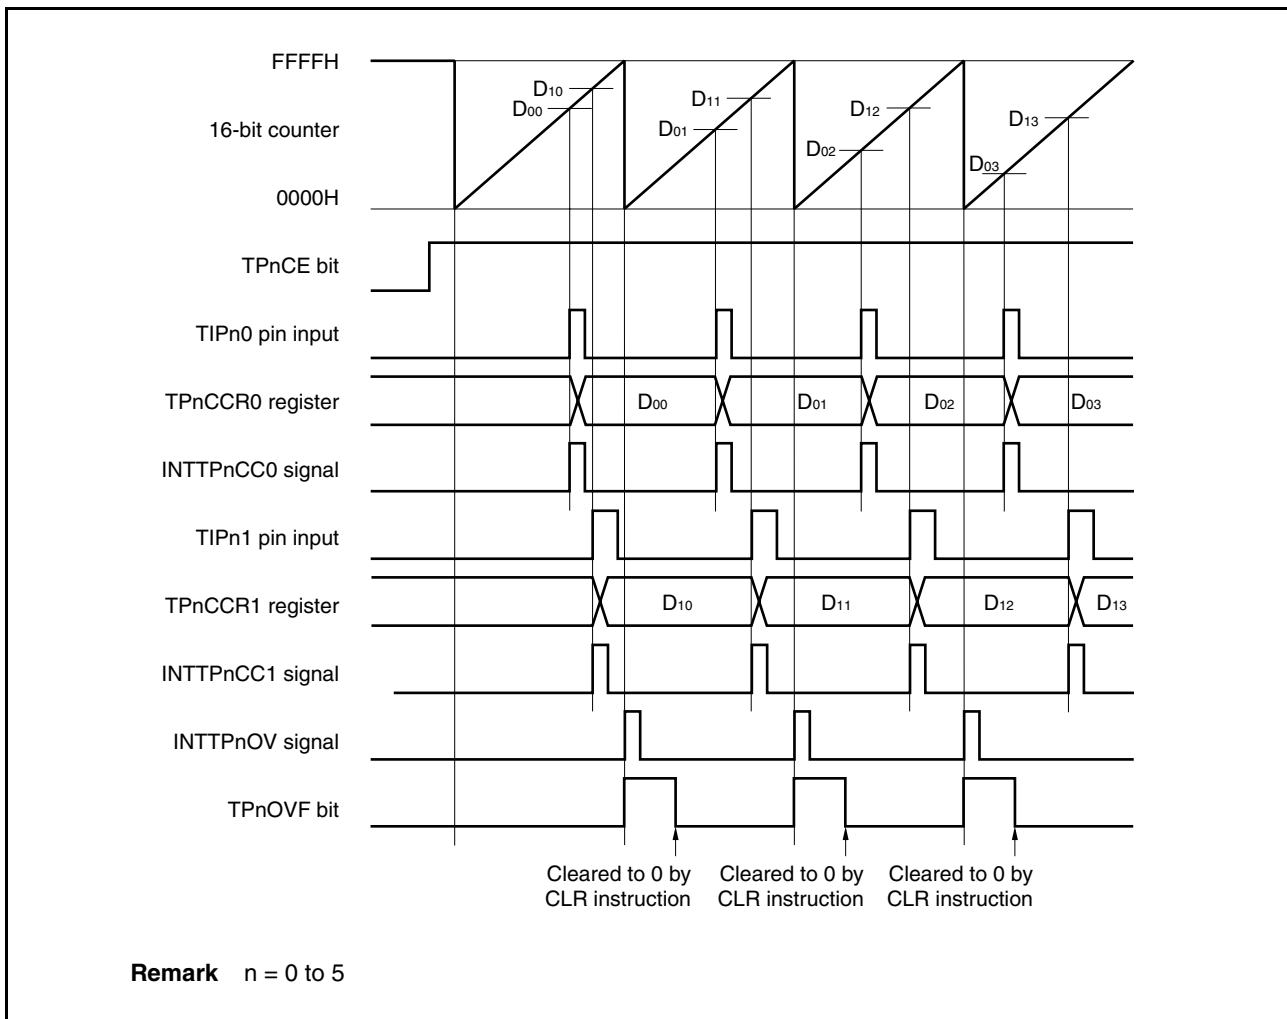 FFFFH
D10
D11
D00
D12
D13
16-bit counter
D01
D02
D03
0000H
TPnCE bit
TIPn0 pin input
TPnCCR0 register
D00
D01
D02
D03
INTTPnCC0 signal
TIPn1 pin input
TPnCCR1 register
D10
D11
D12
D13
INTTPnCC1 signal
INTTPnOV signal
TPnOVF bit
Cleared to 0 by
CLR instruction
Cleared to 0 by
CLR instruction
Cleared to 0 by
CLR instruction
Remark n = 0 to 5